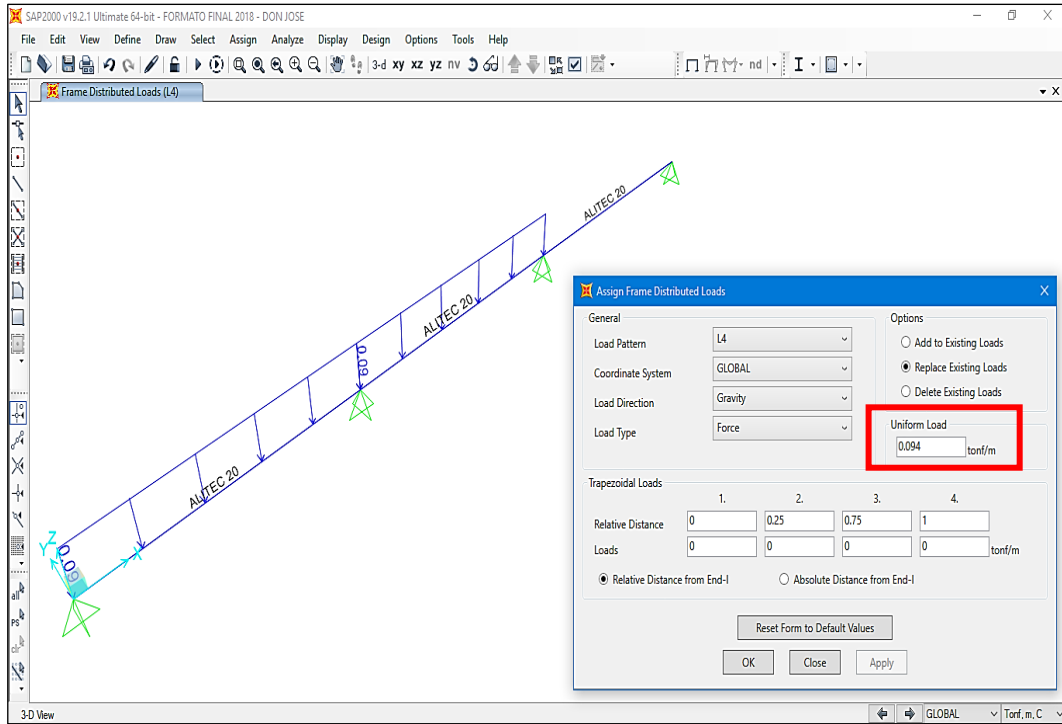 SAP2000 v19.2.1 Ultimate 64-bit - FORMATO FINAL 2018 - DON JOSE
File Edit View Define Draw Select Assign Analyze Display Design Options Tools Help
3-d xy xz yz nv nd
Frame Distributed Loads (L4)
ALITEC 20
ALITEC 20
0.09
ALITEC 20
Z
Y X
0.09
all
PS
clr
Assign Frame Distributed Loads
General
Load Pattern L4
Coordinate System GLOBAL
Load Direction Gravity
Load Type Force
Options
Add to Existing Loads
Replace Existing Loads
Delete Existing Loads
Uniform Load
0.094 tonf/m
Trapezoidal Loads
1. 2. 3. 4.
Relative Distance 0 0.25 0.75 1
Loads 0 0 0 0 tonf/m
Relative Distance from End-I Absolute Distance from End-I
Reset Form to Default Values
OK Close Apply
3-D View GLOBAL Tonf, m, C